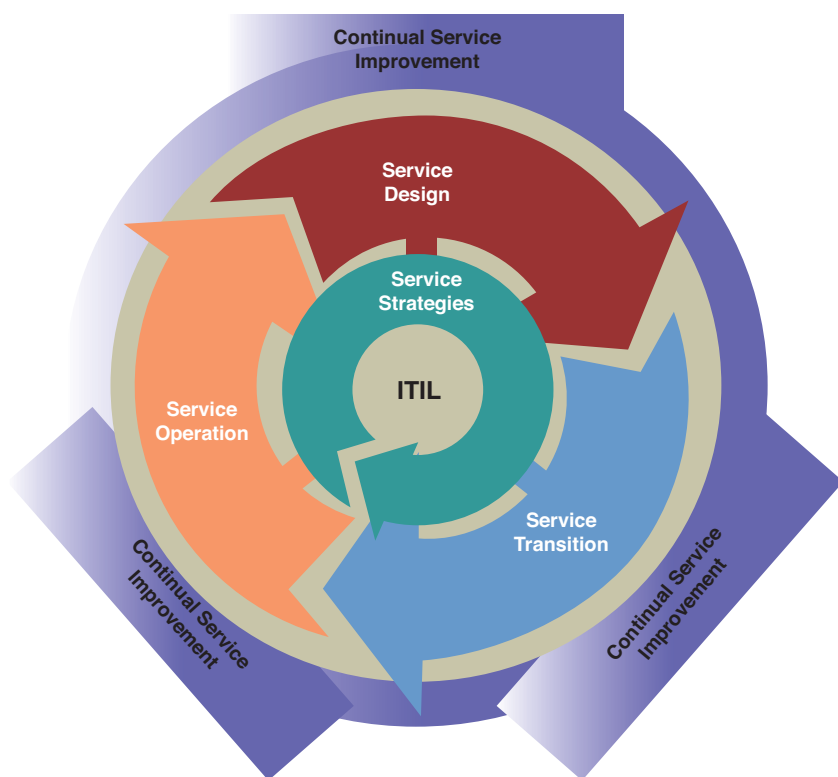 Continual Service
Improvement
Service
Design
Service
Strategies
ITIL
Service
Operation
Service
Transition
Continual Service
Improvement
Continual Service
Improvement